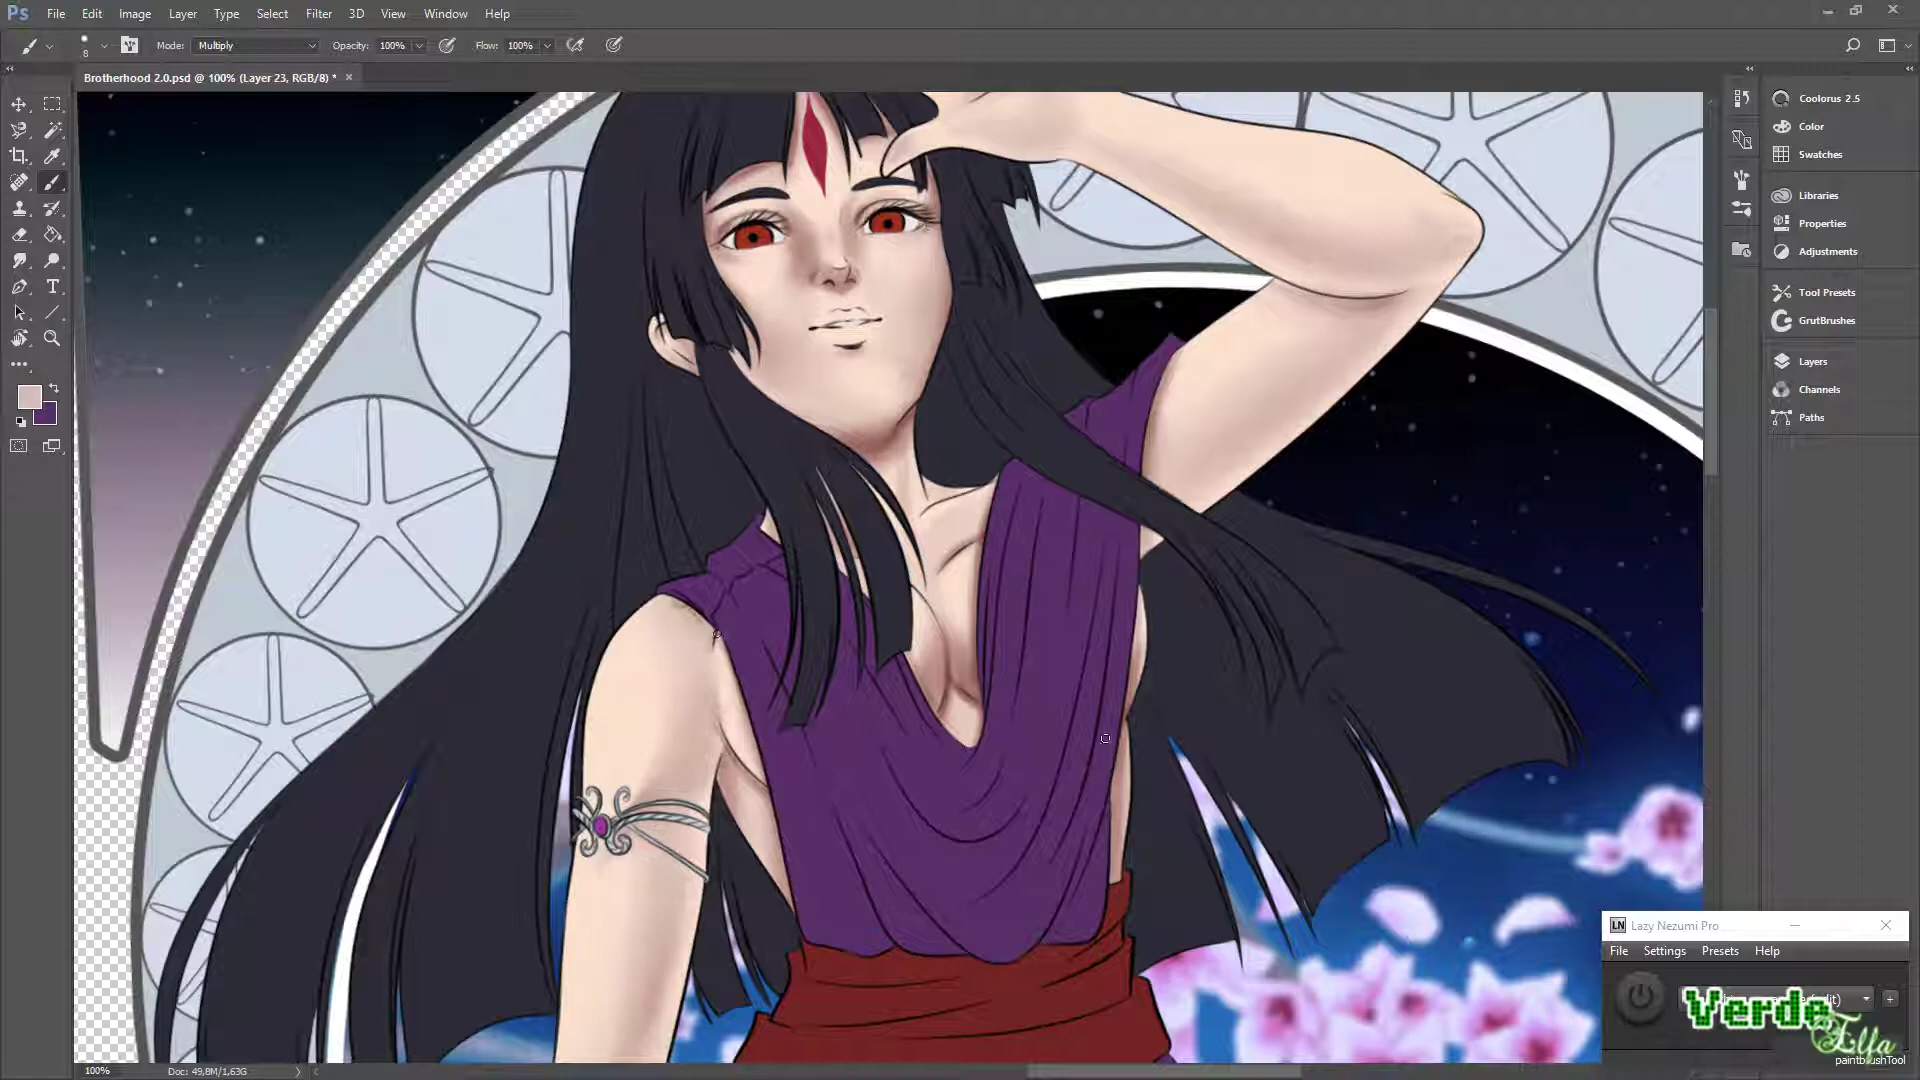 Ps File Edit Image Layer Type Select Filter 3D View Window Help
8 Mode: Multiply Opacity: 100% Flow: 100%
Brotherhood 2.0.psd @ 100% (Layer 23, RGB/8) * ×
Coolorus 2.5
Color
Swatches
Libraries
Properties
Adjustments
Tool Presets
GrutBrushes
Layers
Channels
Paths
LN Lazy Nezumi Pro
File Settings Presets Help
Verde
Elfa
paintbrushTool
100% Doc: 49,8M/1,63G